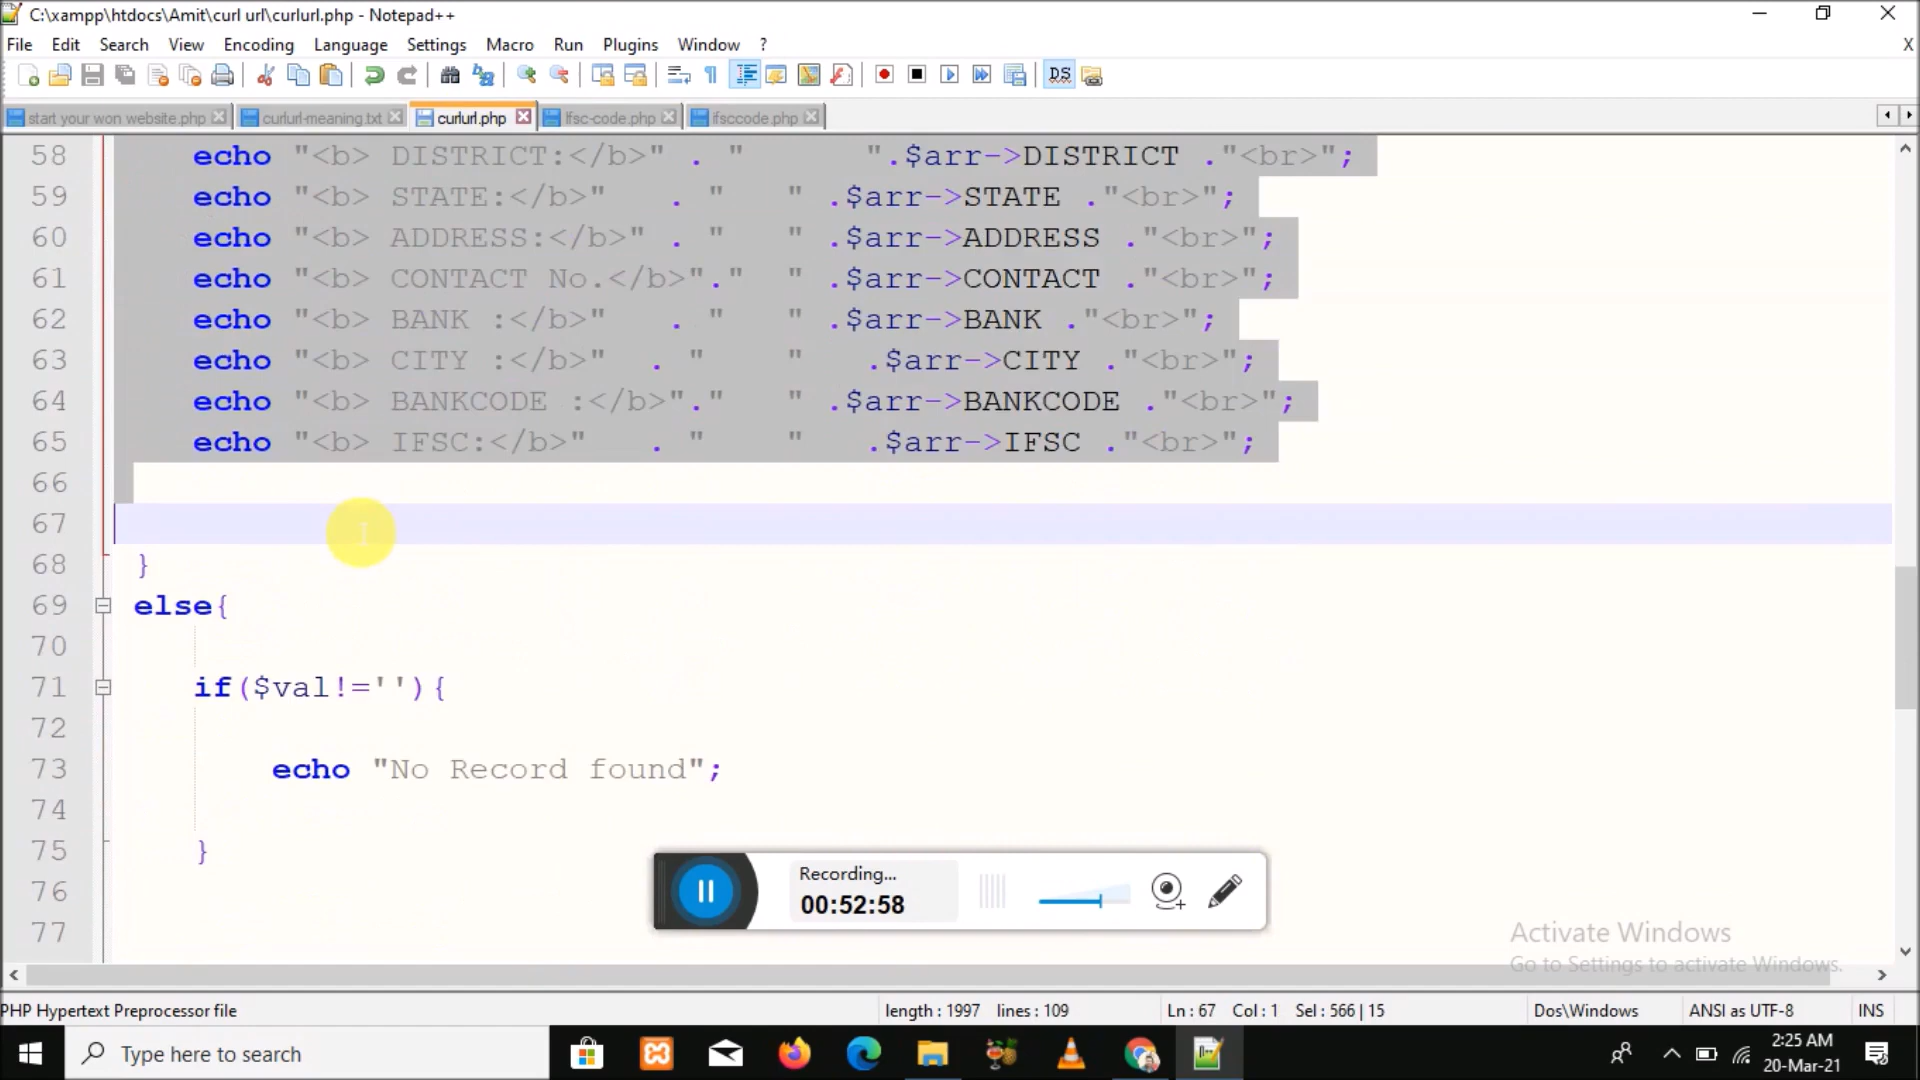 C:\xampp\htdocs\Amit\curl url\curlurl.php - Notepad++
File Edit Search View Encoding Language Settings Macro Run Plugins Window ? X
start your won website.php curlurl-meaning.txt curlurl.php Ifsc-code.php ifsccode.php
58 echo "<b> DISTRICT:</b>" . " ".$arr->DISTRICT ."<br>";
59 echo "<b> STATE:</b>" . " " .$arr->STATE ."<br>";
60 echo "<b> ADDRESS:</b>" . " " .$arr->ADDRESS ."<br>";
61 echo "<b> CONTACT No.</b>"." " .$arr->CONTACT ."<br>";
62 echo "<b> BANK :</b>" . " " .$arr->BANK ."<br>";
63 echo "<b> CITY :</b>" . " " .$arr->CITY ."<br>";
64 echo "<b> BANKCODE :</b>"." " .$arr->BANKCODE ."<br>";
65 echo "<b> IFSC:</b>" . " " .$arr->IFSC ."<br>";
66
67
68 }
69 else{
70
71 if($val!=''){
72
73 echo "No Record found";
74
75 }
76
77
Recording...
00:52:58
Activate Windows
Go to Settings to activate Windows.
PHP Hypertext Preprocessor file length : 1997 lines : 109 Ln : 67 Col : 1 Sel : 566 | 15 Dos\Windows ANSI as UTF-8 INS
Type here to search
2:25 AM
20-Mar-21